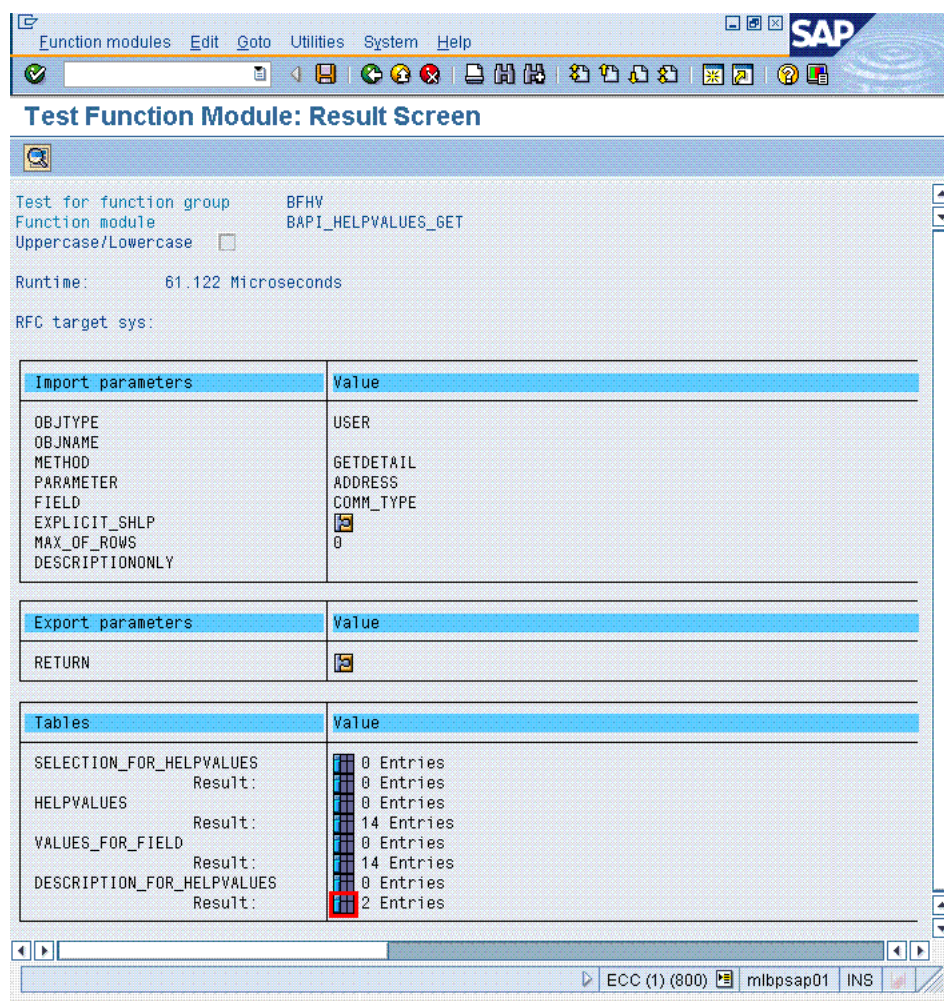 Function modules Edit Goto Utilities System Help
SAP
Test Function Module: Result Screen
Test for function group BFHV
Function module BAPI_HELPVALUES_GET
Uppercase/Lowercase
Runtime: 61.122 Microseconds
RFC target sys:
Import parameters Value
OBJTYPE USER
OBJNAME
METHOD GETDETAIL
PARAMETER ADDRESS
FIELD COMM_TYPE
EXPLICIT_SHLP
MAX_OF_ROWS 0
DESCRIPTIONONLY
Export parameters Value
RETURN
Tables Value
SELECTION_FOR_HELPVALUES 0 Entries
Result: 0 Entries
HELPVALUES 0 Entries
Result: 14 Entries
VALUES_FOR_FIELD 0 Entries
Result: 14 Entries
DESCRIPTION_FOR_HELPVALUES 0 Entries
Result: 2 Entries
ECC (1) (800) mlbpsap01 INS